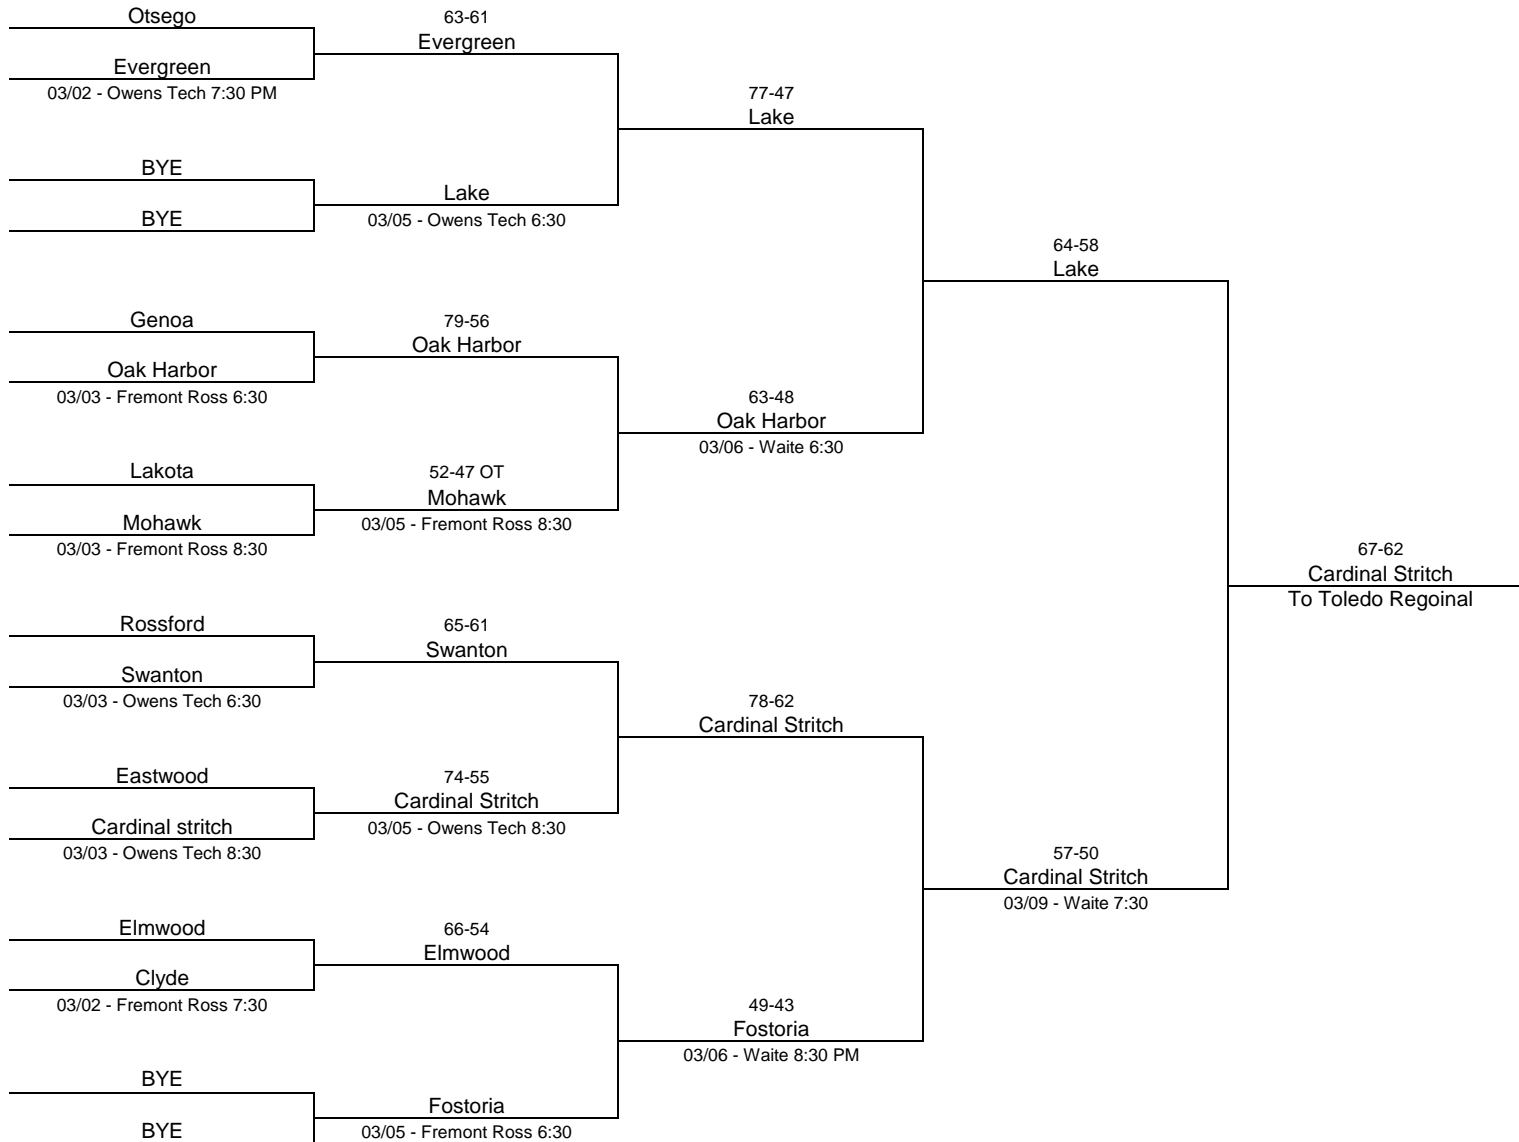 Otsego
63-61
Evergreen
Evergreen
03/02 - Owens Tech 7:30 PM
77-47
Lake
BYE
Lake
BYE
03/05 - Owens Tech 6:30
64-58
Lake
Genoa
79-56
Oak Harbor
Oak Harbor
03/03 - Fremont Ross 6:30
63-48
Oak Harbor
03/06 - Waite 6:30
Lakota
52-47 OT
Mohawk
Mohawk
03/05 - Fremont Ross 8:30
03/03 - Fremont Ross 8:30
67-62
Cardinal Stritch
To Toledo Regoinal
Rossford
65-61
Swanton
Swanton
03/03 - Owens Tech 6:30
78-62
Cardinal Stritch
Eastwood
74-55
Cardinal Stritch
Cardinal stritch
03/05 - Owens Tech 8:30
03/03 - Owens Tech 8:30
57-50
Cardinal Stritch
03/09 - Waite 7:30
Elmwood
66-54
Elmwood
Clyde
03/02 - Fremont Ross 7:30
49-43
Fostoria
03/06 - Waite 8:30 PM
BYE
Fostoria
BYE
03/05 - Fremont Ross 6:30